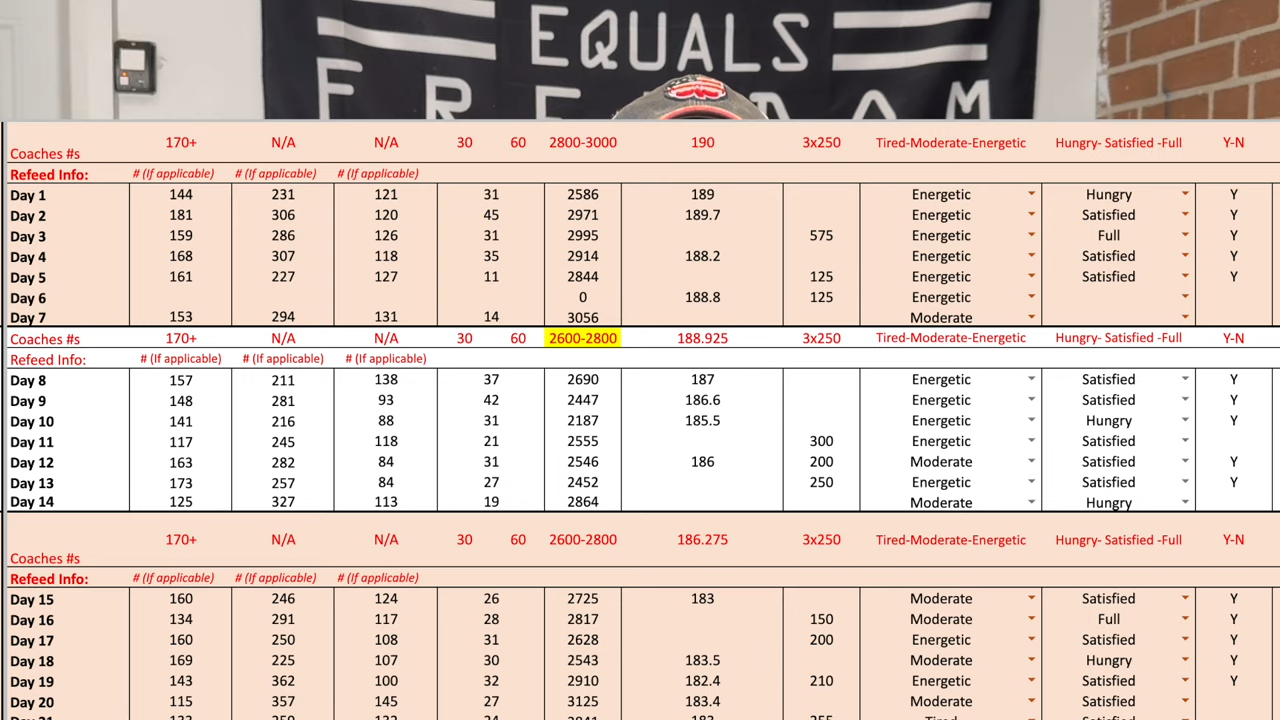 EQUALS
FREEDOM
Coaches #s 170+ N/A N/A 30 60 2800-3000 190 3x250 Tired-Moderate-Energetic Hungry- Satisfied -Full Y-N
Refeed Info: # (If applicable) # (If applicable) # (If applicable)
Day 1 144 231 121 31 2586 189 Energetic Hungry Y
Day 2 181 306 120 45 2971 189.7 Energetic Satisfied Y
Day 3 159 286 126 31 2995 575 Energetic Full Y
Day 4 168 307 118 35 2914 188.2 Energetic Satisfied Y
Day 5 161 227 127 11 2844 125 Energetic Satisfied Y
Day 6 0 188.8 125 Energetic
Day 7 153 294 131 14 3056 Moderate
Coaches #s 170+ N/A N/A 30 60 2600-2800 188.925 3x250 Tired-Moderate-Energetic Hungry- Satisfied -Full Y-N
Refeed Info: # (If applicable) # (If applicable) # (If applicable)
Day 8 157 211 138 37 2690 187 Energetic Satisfied Y
Day 9 148 281 93 42 2447 186.6 Energetic Satisfied Y
Day 10 141 216 88 31 2187 185.5 Energetic Hungry Y
Day 11 117 245 118 21 2555 300 Energetic Satisfied
Day 12 163 282 84 31 2546 186 200 Moderate Satisfied Y
Day 13 173 257 84 27 2452 250 Energetic Satisfied Y
Day 14 125 327 113 19 2864 Moderate Hungry
Coaches #s 170+ N/A N/A 30 60 2600-2800 186.275 3x250 Tired-Moderate-Energetic Hungry- Satisfied -Full Y-N
Refeed Info: # (If applicable) # (If applicable) # (If applicable)
Day 15 160 246 124 26 2725 183 Moderate Satisfied Y
Day 16 134 291 117 28 2817 150 Moderate Full Y
Day 17 160 250 108 31 2628 200 Energetic Satisfied Y
Day 18 169 225 107 30 2543 183.5 Moderate Hungry Y
Day 19 143 362 100 32 2910 182.4 210 Energetic Satisfied Y
Day 20 115 357 145 27 3125 183.4 Moderate Satisfied